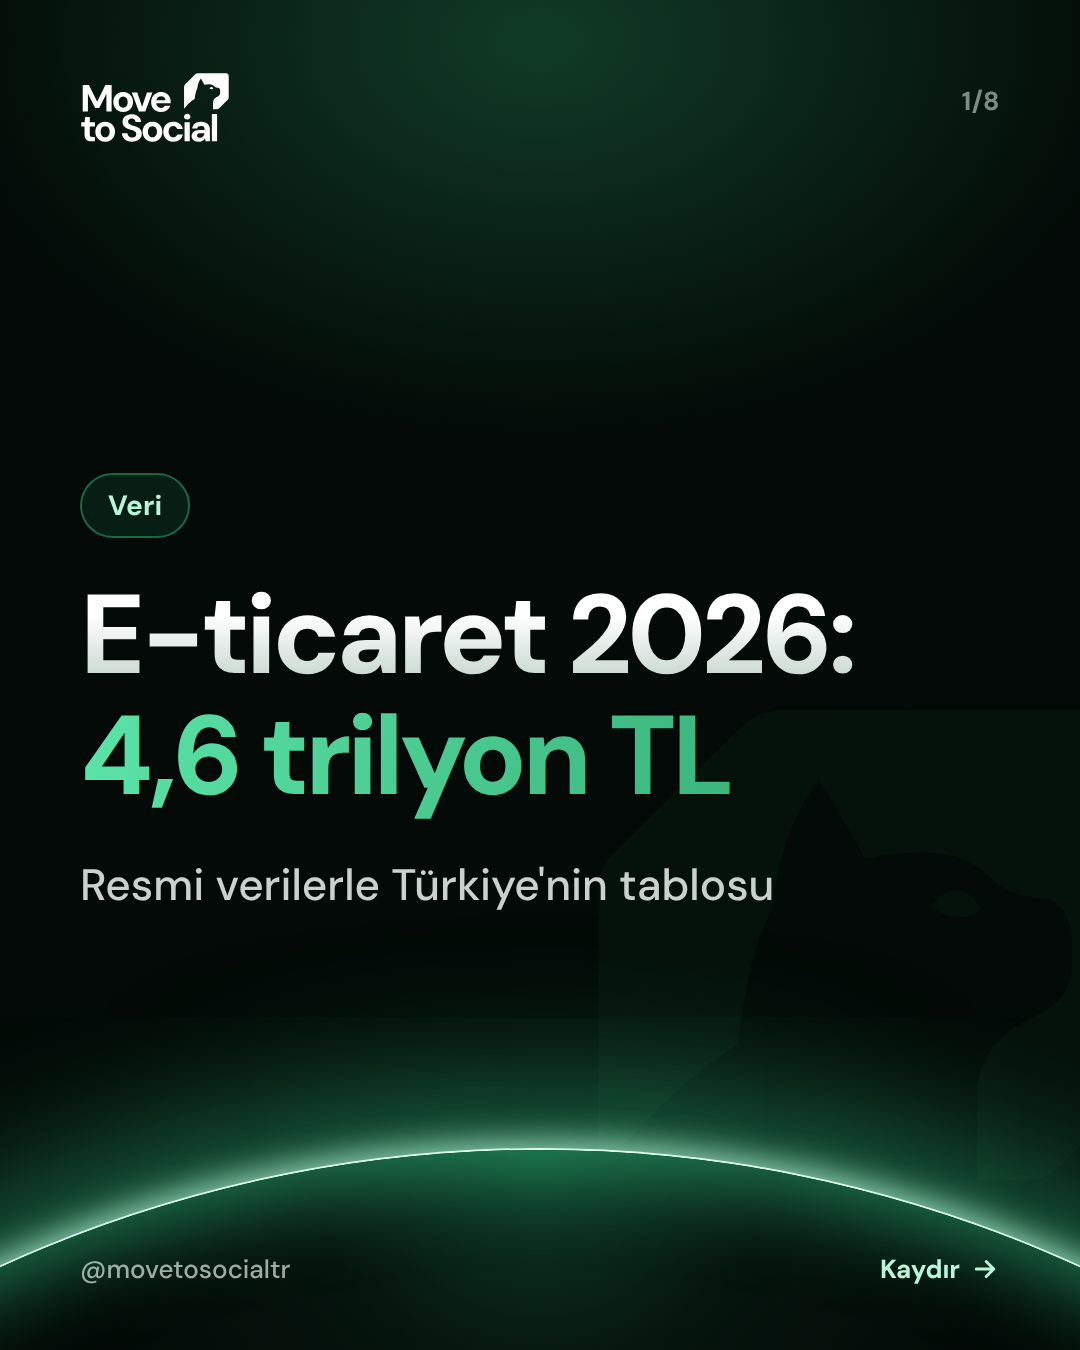 Move
to Social
1/8
Veri
E-ticaret 2026:
4,6 trilyon TL
Resmi verilerle Türkiye'nin tablosu
@movetosocialtr
Kaydır →